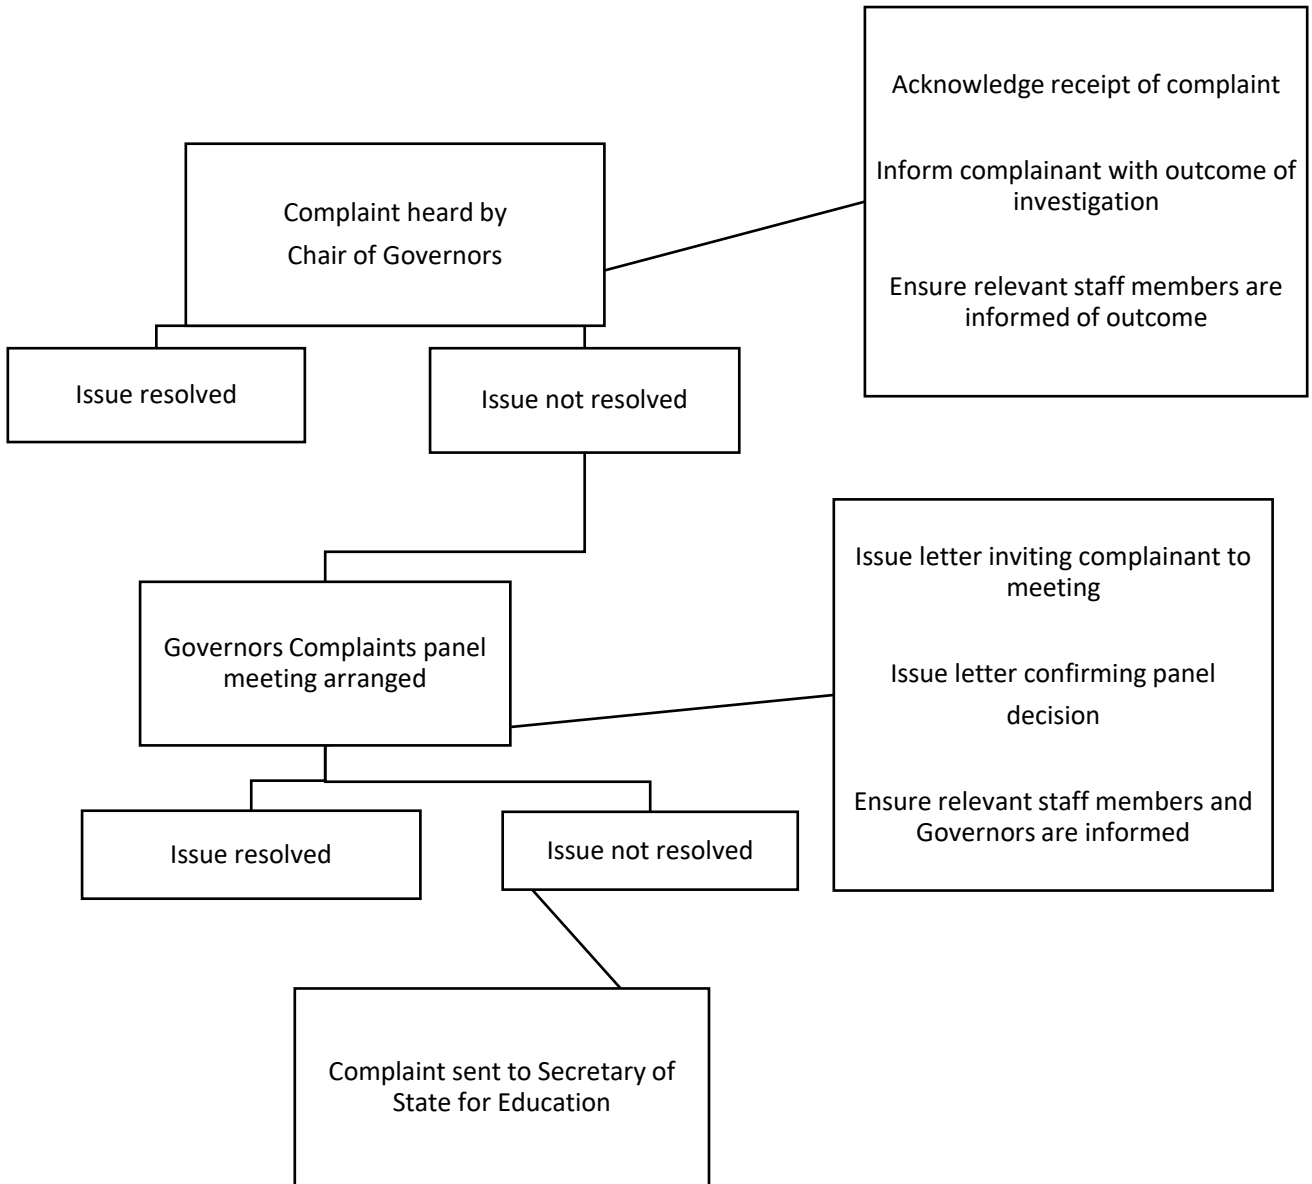 Acknowledge receipt of complaint
Inform complainant with outcome of
investigation
Ensure relevant staff members are
informed of outcome
Complaint heard by
Chair of Governors
Issue resolved
Issue not resolved
Issue letter inviting complainant to
meeting
Issue letter confirming panel
decision
Ensure relevant staff members and
Governors are informed
Governors Complaints panel
meeting arranged
Issue resolved
Issue not resolved
Complaint sent to Secretary of
State for Education